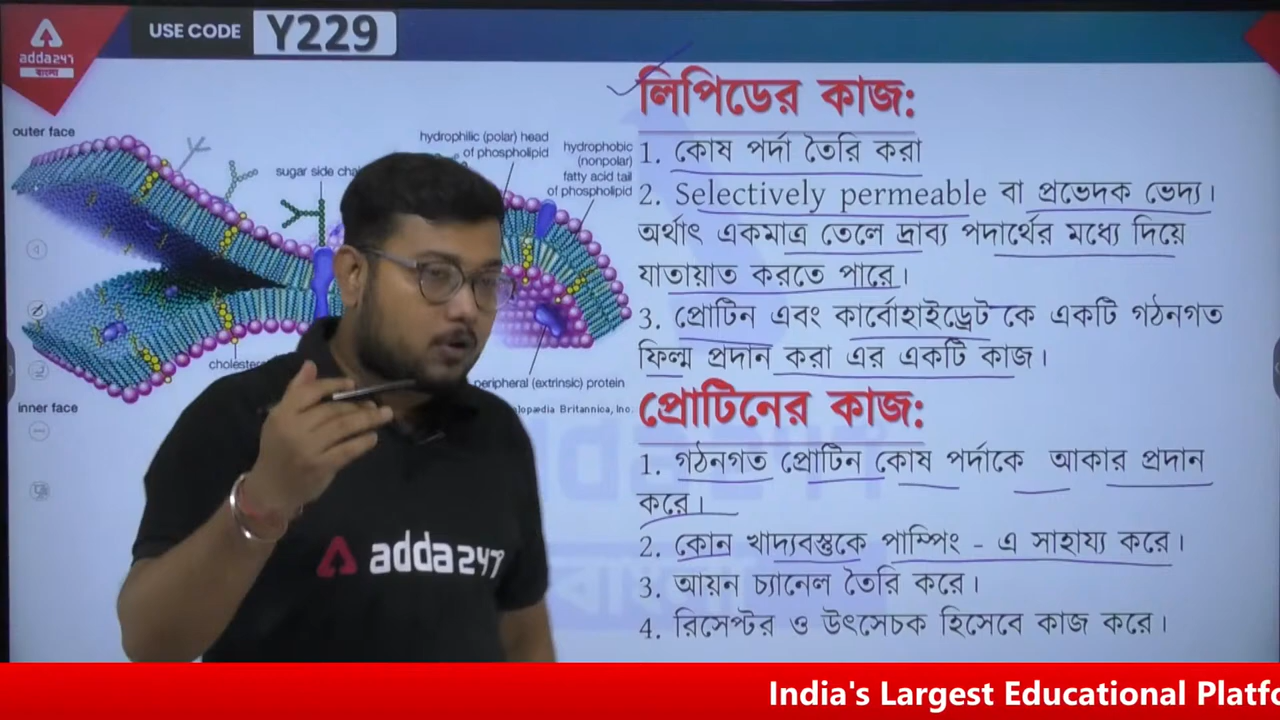 adda247
বাংলা
USE CODE
Y229
outer face
sugar side
hydrophilic (polar) head
of phospholipid
hydrophobic
(nonpolar)
fatty acid tail
of phospholipid
peripheral (extrinsic) protein
Britannica, Inc.
inner face
লিপিডের কাজ:
1. কোষ পর্দা তৈরি করা
2. Selectively permeable বা প্রভেদক ভেদ্য।
অর্থাৎ একমাত্র তেলে দ্রাব্য পদার্থের মধ্যে দিয়ে
যাতায়াত করতে পারে।
3. প্রোটিন এবং কার্বোহাইড্রেট কে একটি গঠনগত
ফিল্ম প্রদান করা এর একটি কাজ।
প্রোটিনের কাজ:
1. গঠনগত প্রোটিন কোষ পর্দাকে আকার প্রদান
করে।
2. কোন খাদ্যবস্তুকে পাম্পিং - এ সাহায্য করে।
3. আয়ন চ্যানেল তৈরি করে।
4. রিসেপ্টর ও উৎসেচক হিসেবে কাজ করে।
adda247
India's Largest Educational